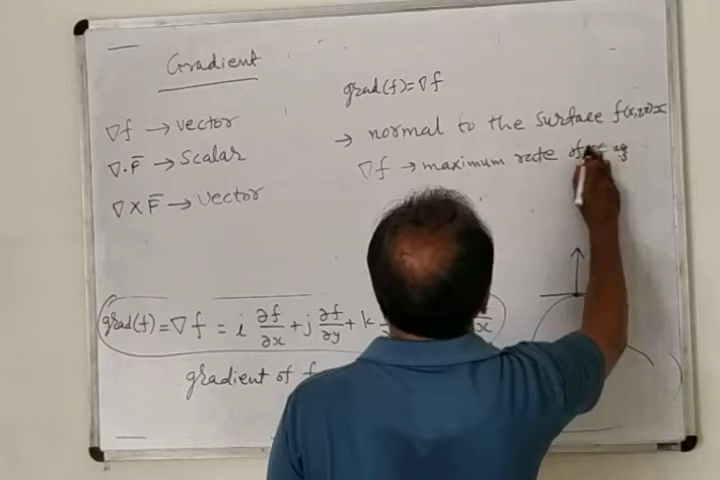 Gradient
grad(f)=∇f
∇f → vector
→ normal to the surface
∇·F̅ → Scalar
∇f → maximum rate of
∇×F̅ → vector
grad(f)=∇f = i ∂f/∂x + j ∂f/∂y + k
gradient of f